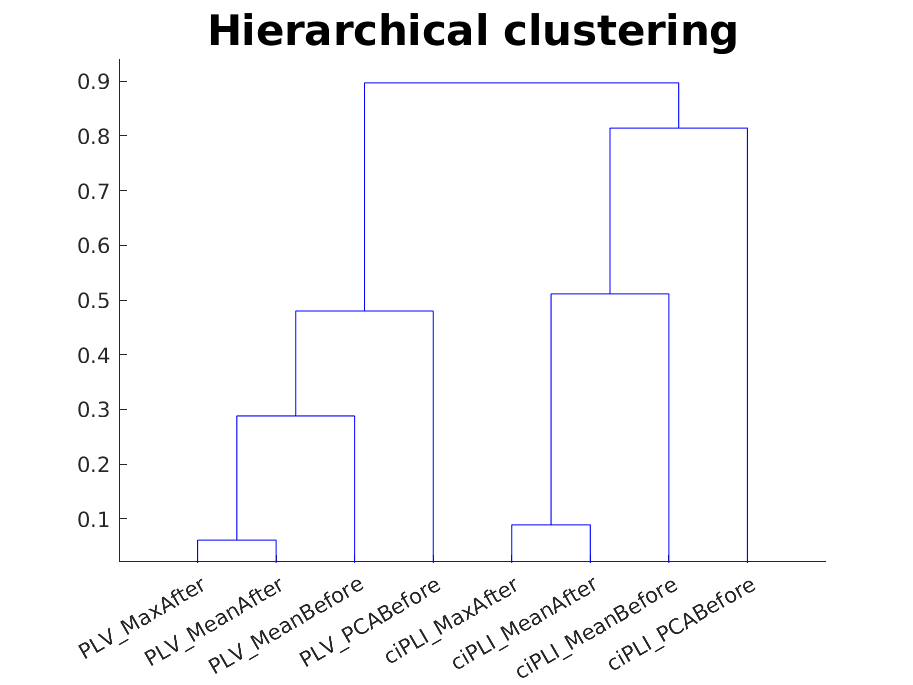 Hierarchical clustering
0.9
0.8
0.7
0.6
0.5
0.4
0.3
0.2
0.1
PLV_MaxAfter
PLV_MeanAfter
PLV_MeanBefore
PLV_PCABefore
ciPLI_MaxAfter
ciPLI_MeanAfter
ciPLI_MeanBefore
ciPLI_PCABefore